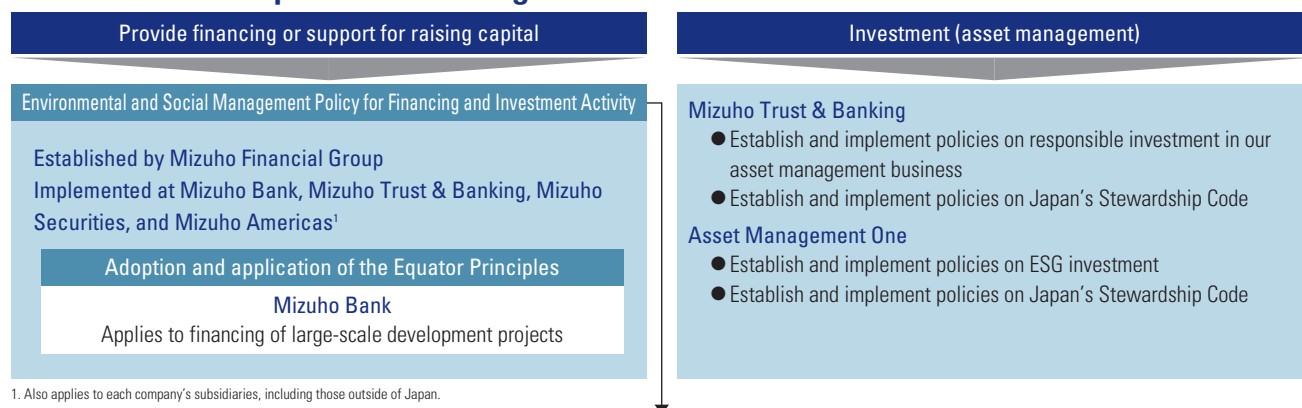 Provide financing or support for raising capital
Environmental and Social Management Policy for Financing and Investment Activity
Established by Mizuho Financial Group
Implemented at Mizuho Bank, Mizuho Trust & Banking, Mizuho
Securities, and Mizuho Americas¹
Adoption and application of the Equator Principles
Mizuho Bank
Applies to financing of large-scale development projects
1. Also applies to each company's subsidiaries, including those outside of Japan.
Investment (asset management)
Mizuho Trust & Banking
● Establish and implement policies on responsible investment in our
asset management business
● Establish and implement policies on Japan's Stewardship Code
Asset Management One
● Establish and implement policies on ESG investment
● Establish and implement policies on Japan's Stewardship Code